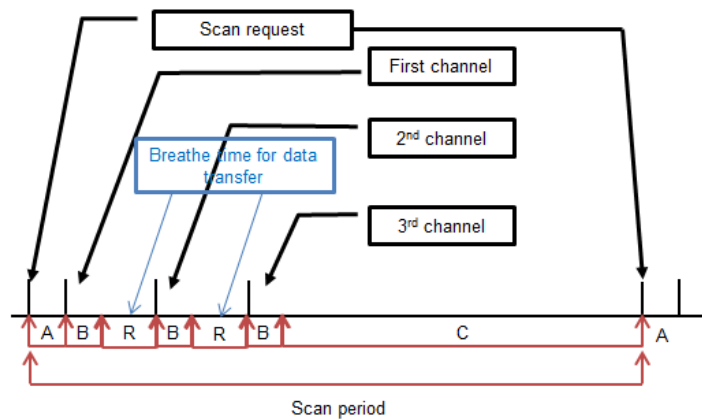 Scan request
First channel
2nd channel
Breathe time for data
transfer
3rd channel
A B R B R B C A
Scan period